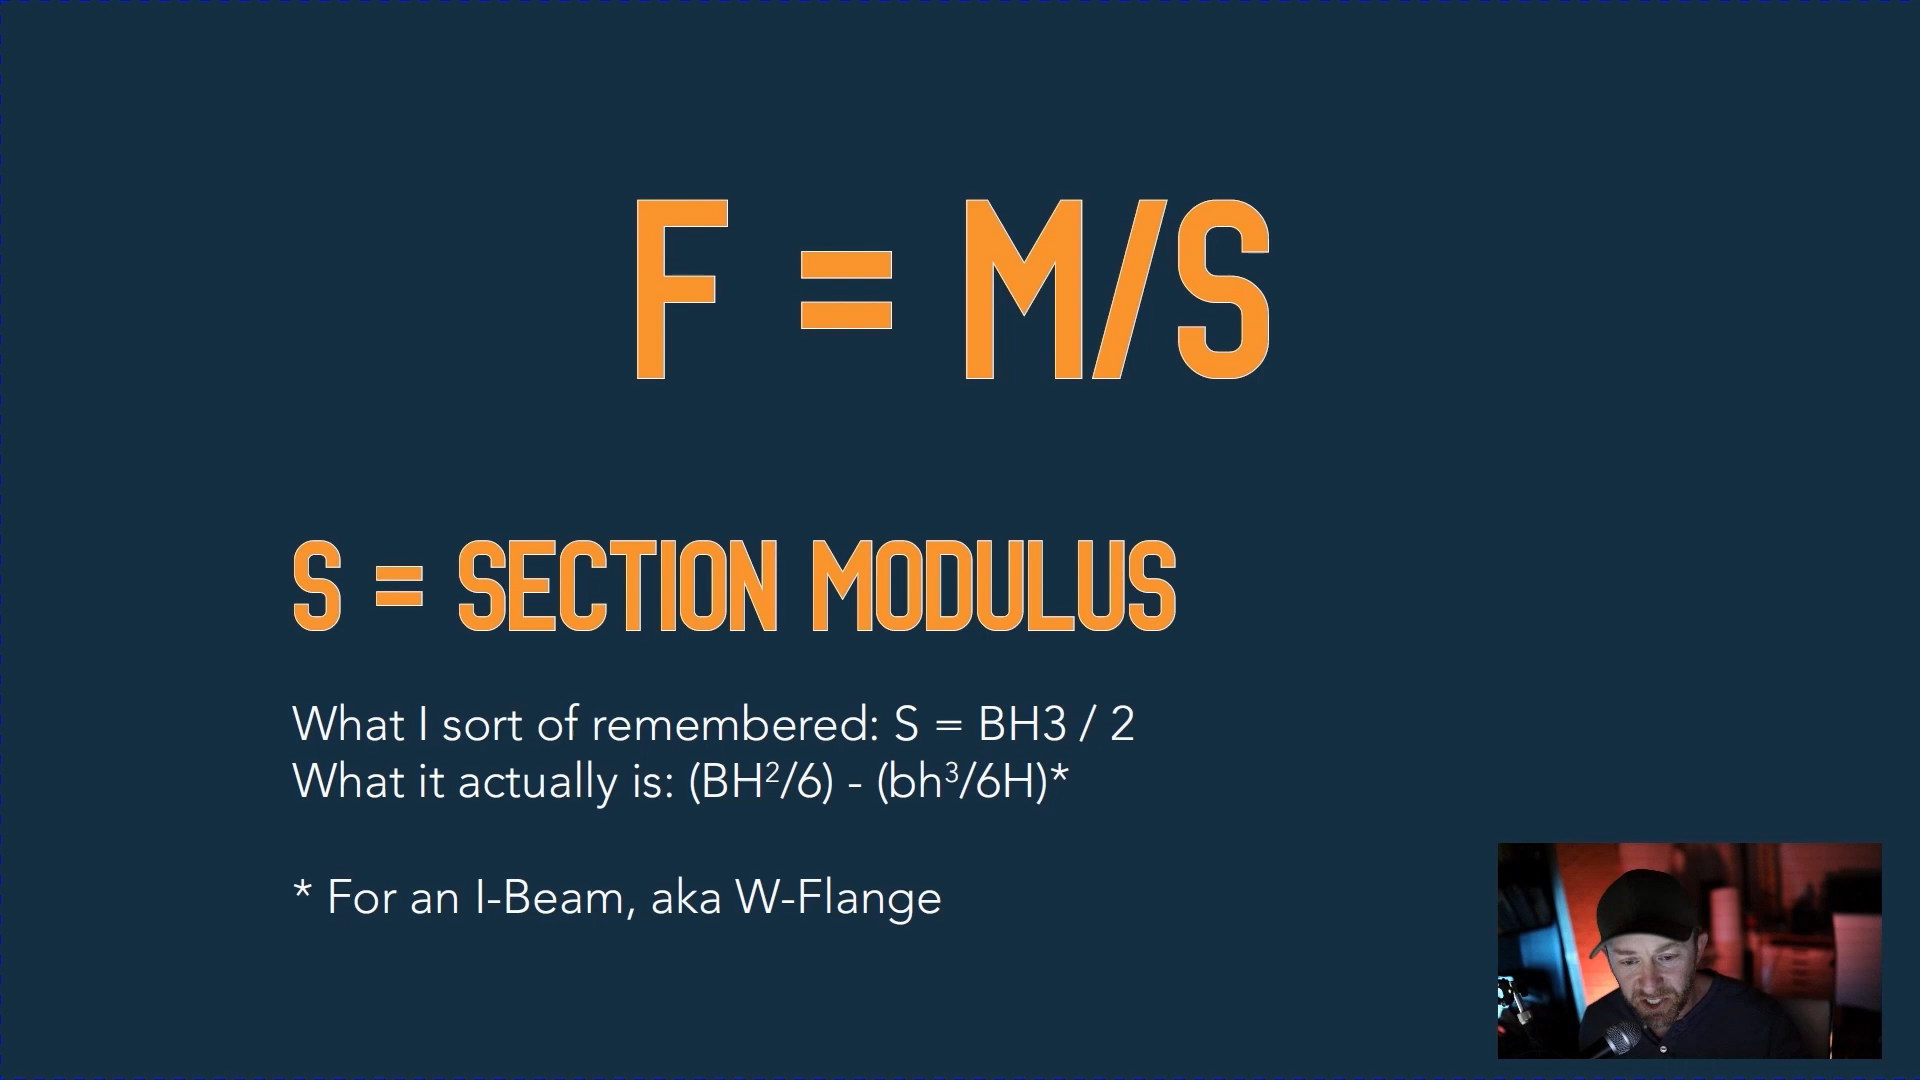 F = M/S
S = SECTION MODULUS
What I sort of remembered: S = BH3 / 2
What it actually is: (BH²/6) - (bh³/6H)*
* For an I-Beam, aka W-Flange